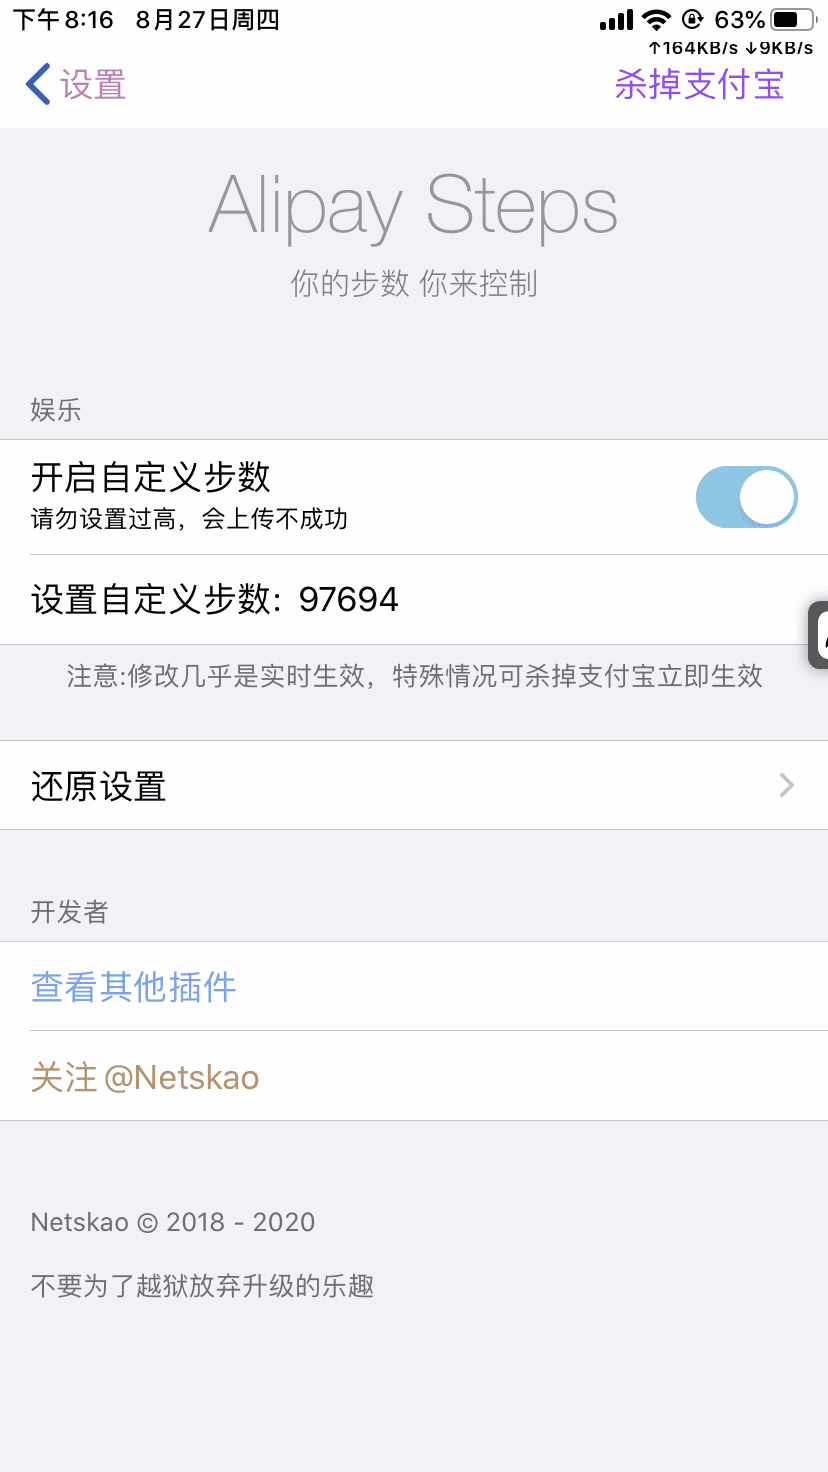 下午8:16 8月27日周四
63%
↑164KB/s ↓9KB/s
设置
杀掉支付宝
Alipay Steps
你的步数 你来控制
娱乐
开启自定义步数
请勿设置过高，会上传不成功
设置自定义步数: 97694
注意:修改几乎是实时生效，特殊情况可杀掉支付宝立即生效
还原设置
开发者
查看其他插件
关注 @Netskao
Netskao © 2018 - 2020
不要为了越狱放弃升级的乐趣